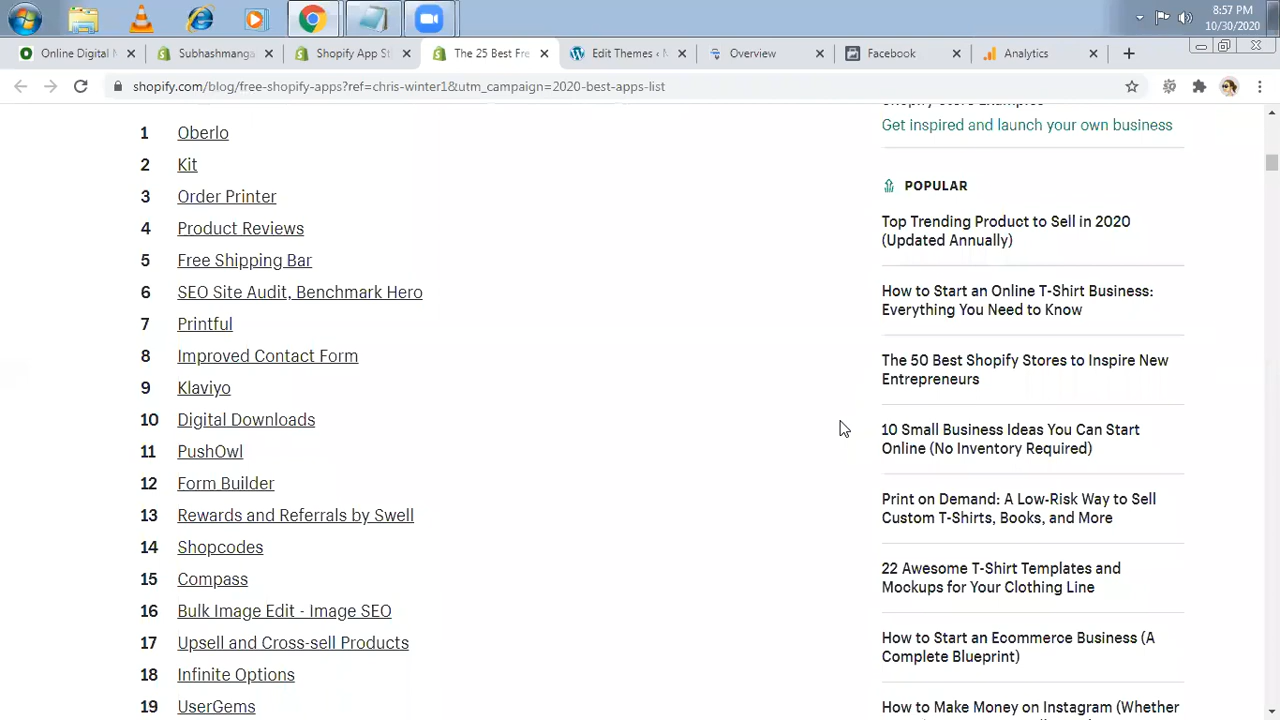 8:57 PM
10/30/2020
Online Digital
Subhashmanga
Shopify App St
The 25 Best Fre
Edit Themes ‹ M
Overview
Facebook
Analytics
shopify.com/blog/free-shopify-apps?ref=chris-winter1&utm_campaign=2020-best-apps-list
1 Oberlo
2 Kit
3 Order Printer
4 Product Reviews
5 Free Shipping Bar
6 SEO Site Audit, Benchmark Hero
7 Printful
8 Improved Contact Form
9 Klaviyo
10 Digital Downloads
11 PushOwl
12 Form Builder
13 Rewards and Referrals by Swell
14 Shopcodes
15 Compass
16 Bulk Image Edit - Image SEO
17 Upsell and Cross-sell Products
18 Infinite Options
19 UserGems
Shopify Store Examples
Get inspired and launch your own business
POPULAR
Top Trending Product to Sell in 2020
(Updated Annually)
How to Start an Online T-Shirt Business:
Everything You Need to Know
The 50 Best Shopify Stores to Inspire New
Entrepreneurs
10 Small Business Ideas You Can Start
Online (No Inventory Required)
Print on Demand: A Low-Risk Way to Sell
Custom T-Shirts, Books, and More
22 Awesome T-Shirt Templates and
Mockups for Your Clothing Line
How to Start an Ecommerce Business (A
Complete Blueprint)
How to Make Money on Instagram (Whether